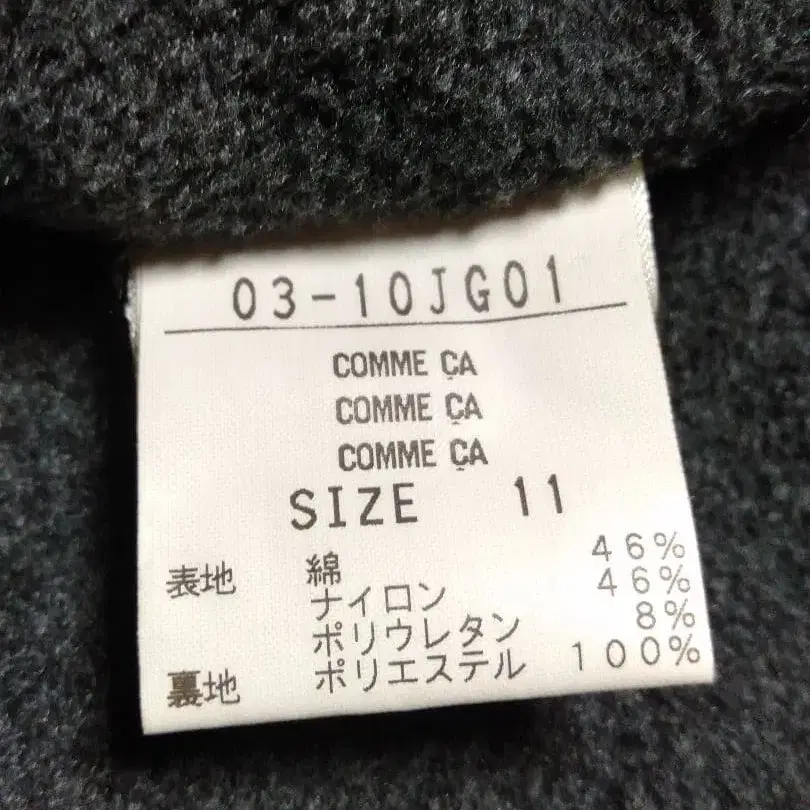 03-10JG01
COMME ÇA
COMME ÇA
COMME ÇA
SIZE 11
表地 綿 46%
ナイロン 46%
ポリウレタン 8%
裏地 ポリエステル 100%